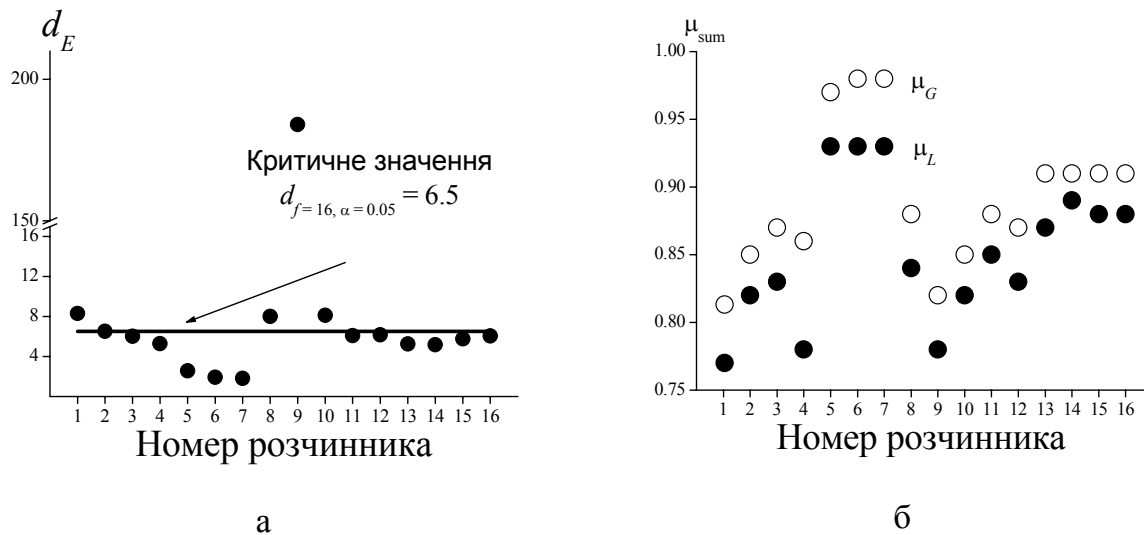 d_E
200
150
16
12
8
4
Критичне значення
d_{f = 16, α = 0.05} = 6.5
1 2 3 4 5 6 7 8 9 10 11 12 13 14 15 16
Номер розчинника
а
μ_sum
1.00
0.95
0.90
0.85
0.80
0.75
μ_G
μ_L
1 2 3 4 5 6 7 8 9 10 11 12 13 14 15 16
Номер розчинника
б